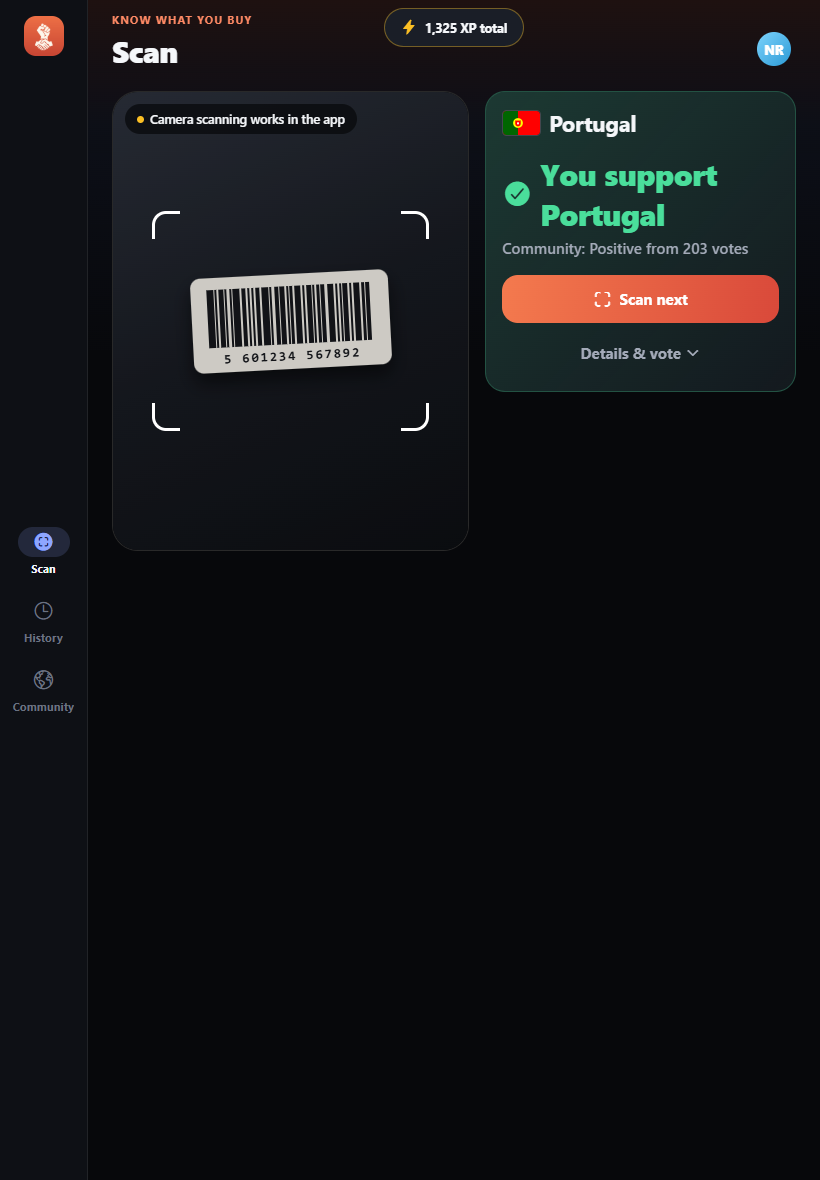 KNOW WHAT YOU BUY
Scan
1,325 XP total
NR
Camera scanning works in the app
5 601234 567892
Portugal
You support
Portugal
Community: Positive from 203 votes
Scan next
Details & vote
Scan
History
Community